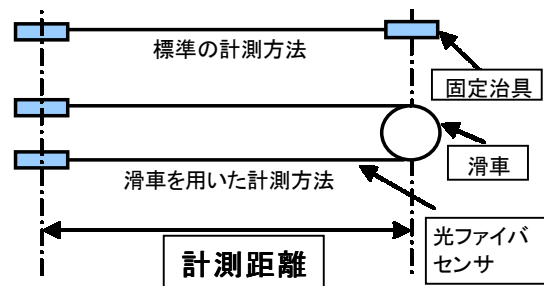 標準の計測方法
固定治具
滑車
滑車を用いた計測方法
光ファイバ
センサ
計測距離